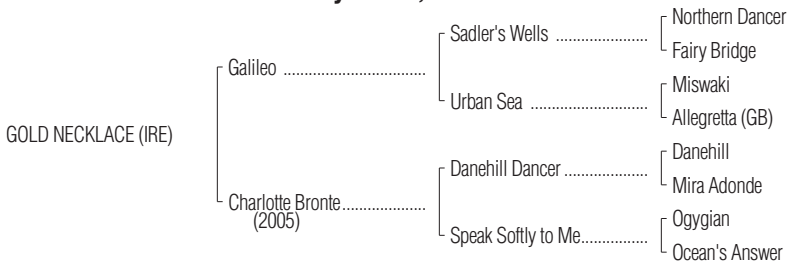 Northern Dancer
Sadler's Wells ....................
Fairy Bridge
Galileo ....................................
Miswaki
Urban Sea .........................
Allegretta (GB)
GOLD NECKLACE (IRE)
Danehill
Danehill Dancer ..................
Mira Adonde
Charlotte Bronte.....................
(2005)
Ogygian
Speak Softly to Me...............
Ocean's Answer